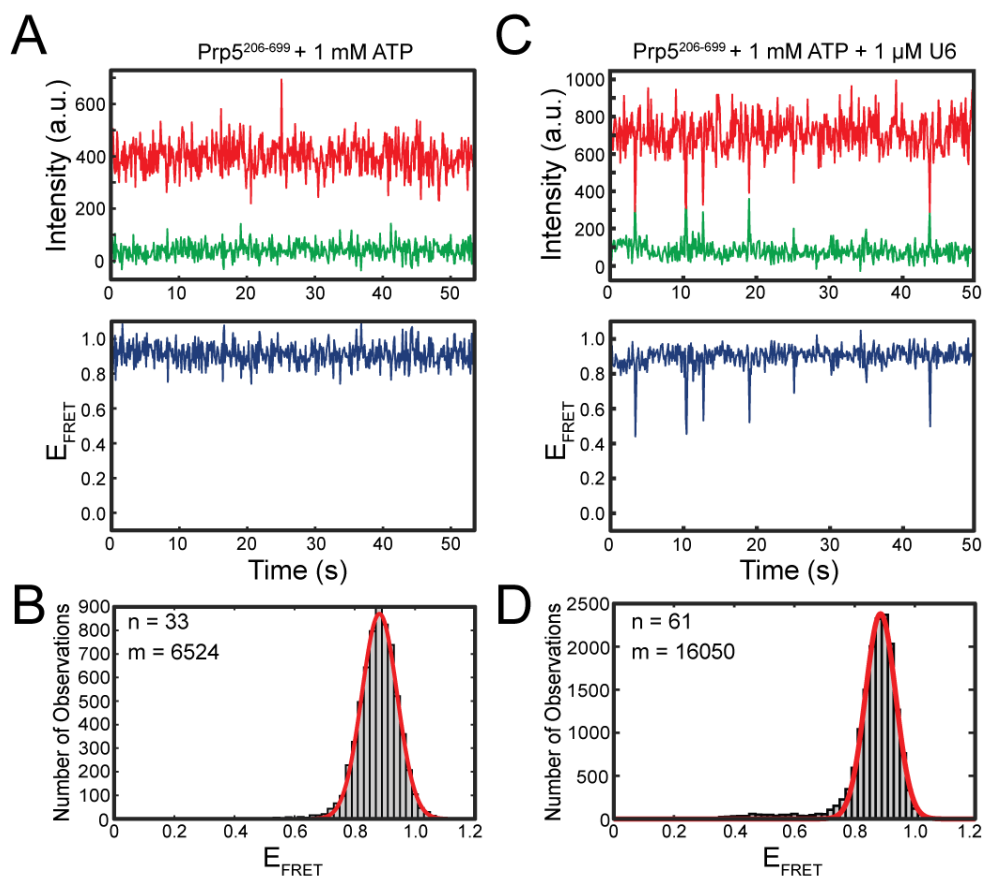 A
Prp5206-699 + 1 mM ATP
Intensity (a.u.)
600
400
200
0
0 10 20 30 40 50
EFRET
1.0
0.8
0.6
0.4
0.2
0.0
0 10 20 30 40 50
Time (s)
B
n = 33
m = 6524
Number of Observations
900
800
700
600
500
400
300
200
100
0
0 0.2 0.4 0.6 0.8 1.0 1.2
EFRET
C
Prp5206-699 + 1 mM ATP + 1 µM U6
Intensity (a.u.)
1000
800
600
400
200
0
0 10 20 30 40 50
EFRET
1.0
0.8
0.6
0.4
0.2
0.0
0 10 20 30 40 50
Time (s)
D
n = 61
m = 16050
Number of Observations
2500
2000
1500
1000
500
0
0 0.2 0.4 0.6 0.8 1.0 1.2
EFRET